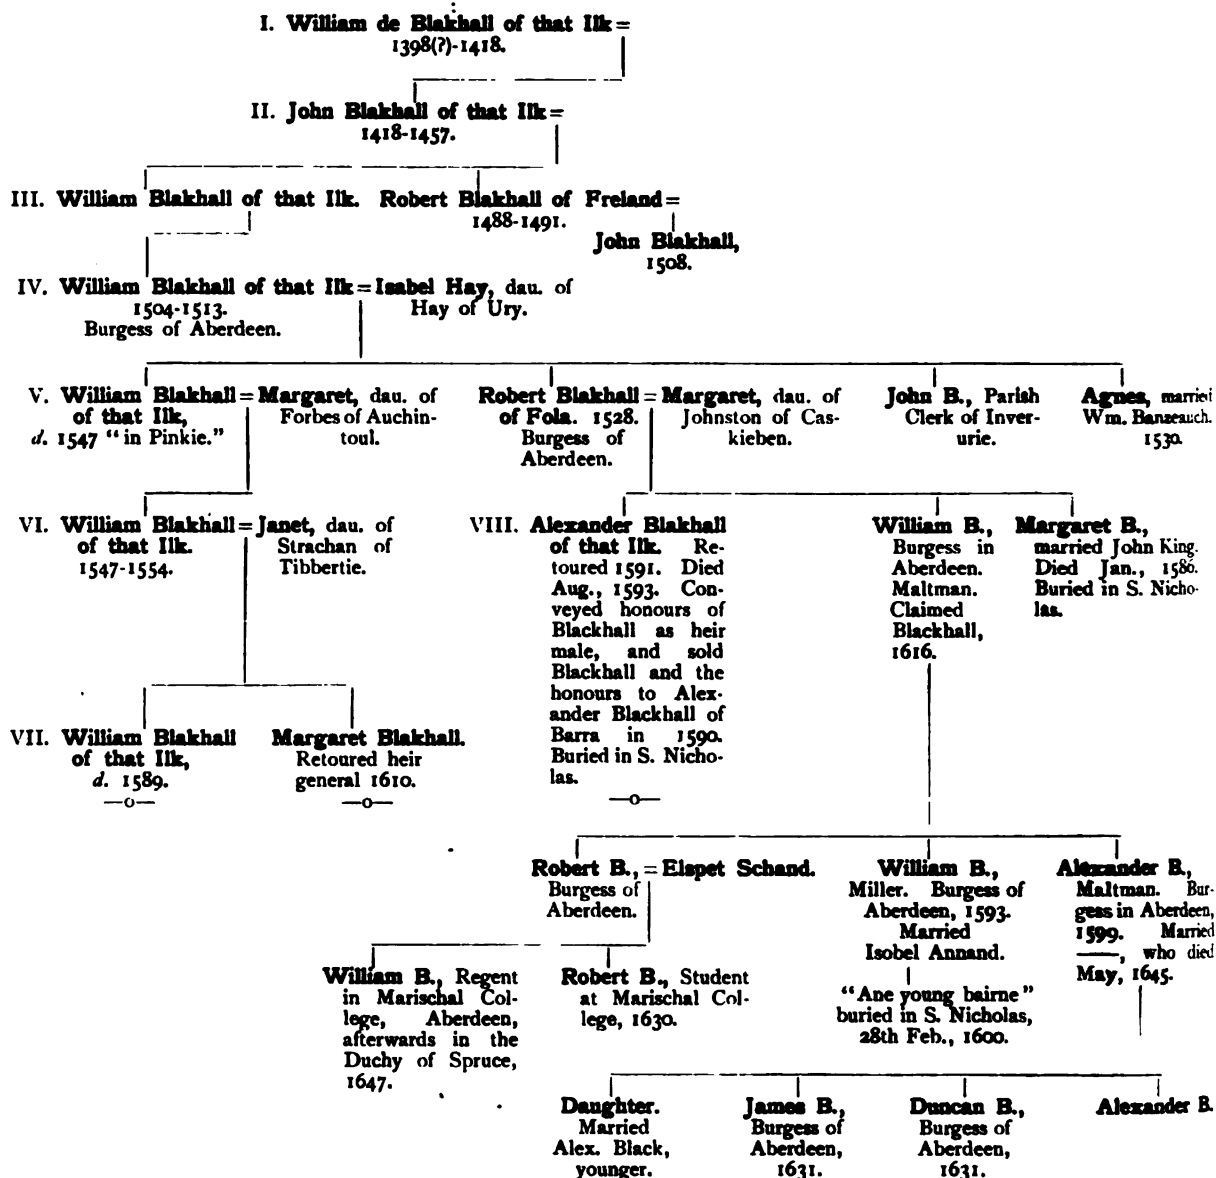 I. William de Blakhall of that Ilk =
1398(?)-1418.
II. John Blakhall of that Ilk =
1418-1457.
III. William Blakhall of that Ilk. Robert Blakhall of Freland =
1488-1491.
John Blakhall,
1508.
IV. William Blakhall of that Ilk = Isabel Hay, dau. of
1504-1513.
Burgess of Aberdeen.
Hay of Ury.
V. William Blakhall = Margaret, dau. of
of that Ilk,
d. 1547 "in Pinkie."
Forbes of Auchin-
toul.
Robert Blakhall = Margaret, dau. of
of Fola. 1528.
Burgess of
Aberdeen.
Johnston of Cas-
kieben.
John B., Parish
Clerk of Inver-
urie.
Agnes, married
Wm. Banzeauch.
1530.
VI. William Blakhall = Janet, dau. of
of that Ilk.
1547-1554.
Strachan of
Tibbertie.
VIII. Alexander Blakhall
of that Ilk. Re-
toured 1591. Died
Aug., 1593. Con-
veyed honours of
Blackhall as heir
male, and sold
Blackhall and the
honours to Alex-
ander Blackhall of
Barra in 1590.
Buried in S. Nicho-
las.
William B.,
Burgess in
Aberdeen.
Maltman.
Claimed
Blackhall,
1616.
Margaret B.,
married John King.
Died Jan., 1586.
Buried in S. Nicho-
las.
VII. William Blakhall
of that Ilk,
d. 1589.
Margaret Blakhall.
Retoured heir
general 1610.
Robert B., = Elspet Schand.
Burgess of
Aberdeen.
William B.,
Miller. Burgess of
Aberdeen, 1593.
Married
Isobel Annand.
"Ane young bairne"
buried in S. Nicholas,
28th Feb., 1600.
Alexander B.,
Maltman. Bur-
gess in Aberdeen,
1599. Married
——, who died
May, 1645.
William B., Regent
in Marischal Col-
lege, Aberdeen,
afterwards in the
Duchy of Spruce,
1647.
Robert B., Student
at Marischal Col-
lege, 1630.
Daughter.
Married
Alex. Black,
younger.
James B.,
Burgess of
Aberdeen,
1631.
Duncan B.,
Burgess of
Aberdeen,
1631.
Alexander B.